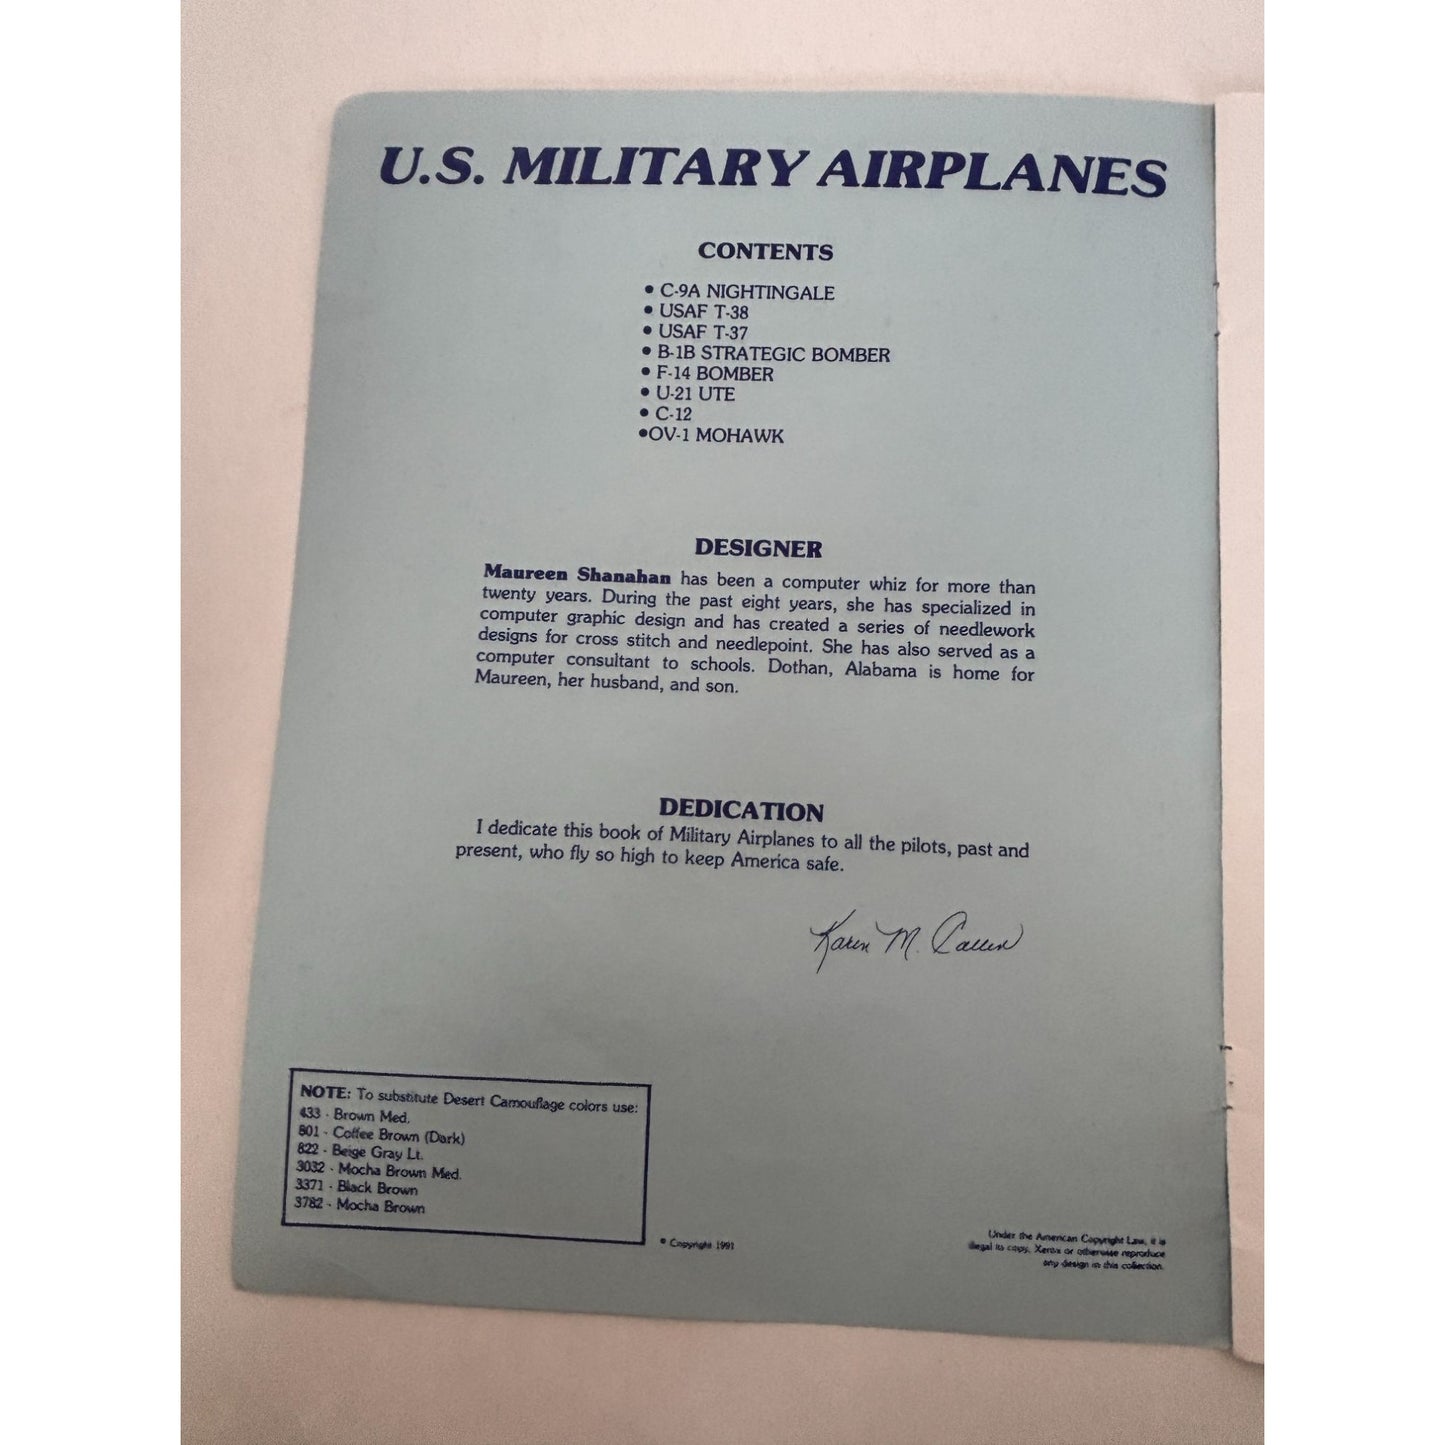 U.S. MILITARY AIRPLANES
CONTENTS
• C-9A NIGHTINGALE
• USAF T-38
• USAF T-37
• B-1B STRATEGIC BOMBER
• F-14 BOMBER
• U-21 UTE
• C-12
•OV-1 MOHAWK
DESIGNER
Maureen Shanahan has been a computer whiz for more than
twenty years. During the past eight years, she has specialized in
computer graphic design and has created a series of needlework
designs for cross stitch and needlepoint. She has also served as a
computer consultant to schools. Dothan, Alabama is home for
Maureen, her husband, and son.
DEDICATION
I dedicate this book of Military Airplanes to all the pilots, past and
present, who fly so high to keep America safe.
Karen M.
NOTE: To substitute Desert Camouflage colors use:
433 - Brown Med.
801 - Coffee Brown (Dark)
822 - Beige Gray Lt.
3032 - Mocha Brown Med.
3371 - Black Brown
3782 - Mocha Brown
© Copyright 1991
Under the American Copyright Law, it is
illegal to copy, Xerox or otherwise reproduce
any design in this collection.